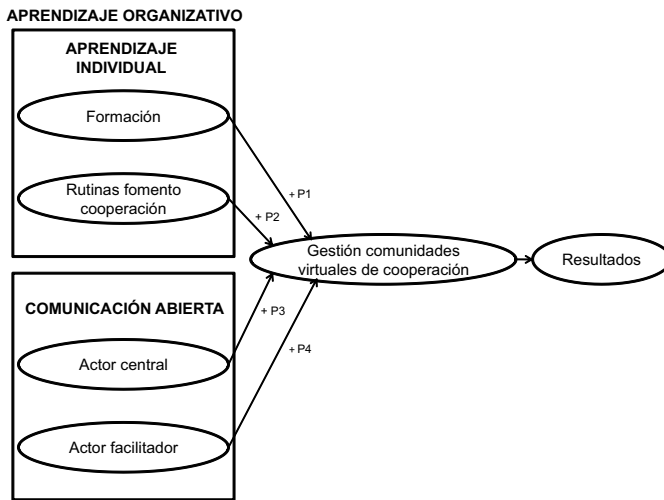 APRENDIZAJE ORGANIZATIVO
APRENDIZAJE
INDIVIDUAL
Formación
Rutinas fomento
cooperación
+ P1
+ P2
Gestión comunidades
virtuales de cooperación
Resultados
COMUNICACIÓN ABIERTA
+ P3
+ P4
Actor central
Actor facilitador